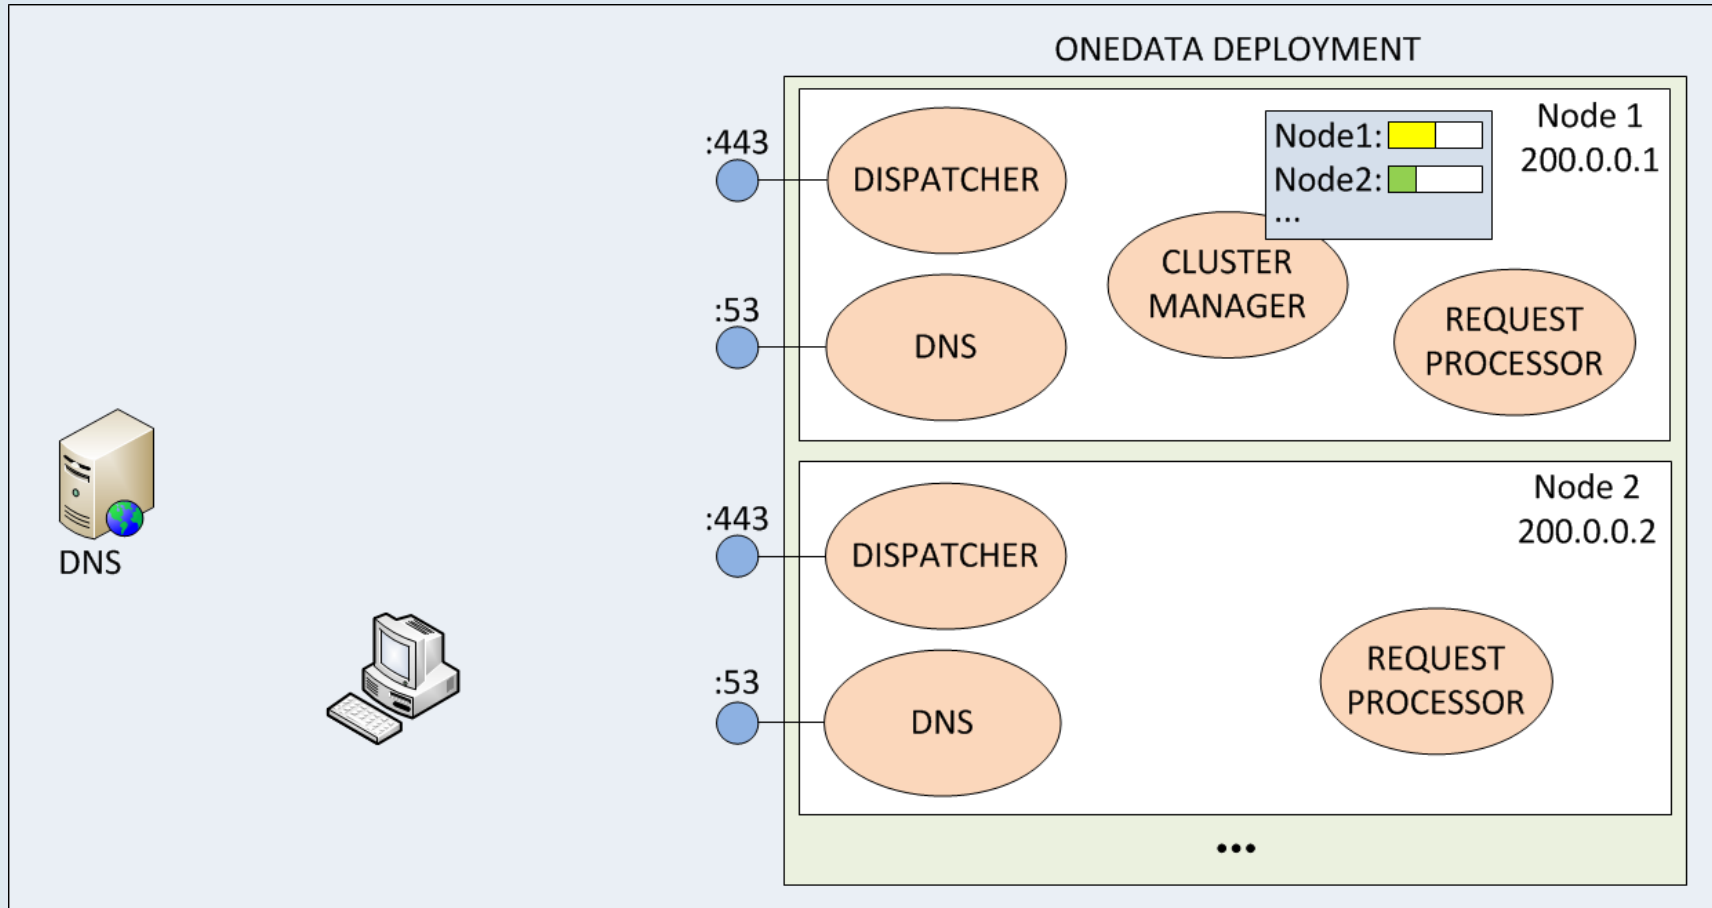 ONEDATA DEPLOYMENT
:443
DISPATCHER
Node1:
Node2:
...
Node 1
200.0.0.1
CLUSTER
MANAGER
:53
DNS
REQUEST
PROCESSOR
DNS
:443
DISPATCHER
Node 2
200.0.0.2
:53
DNS
REQUEST
PROCESSOR
...